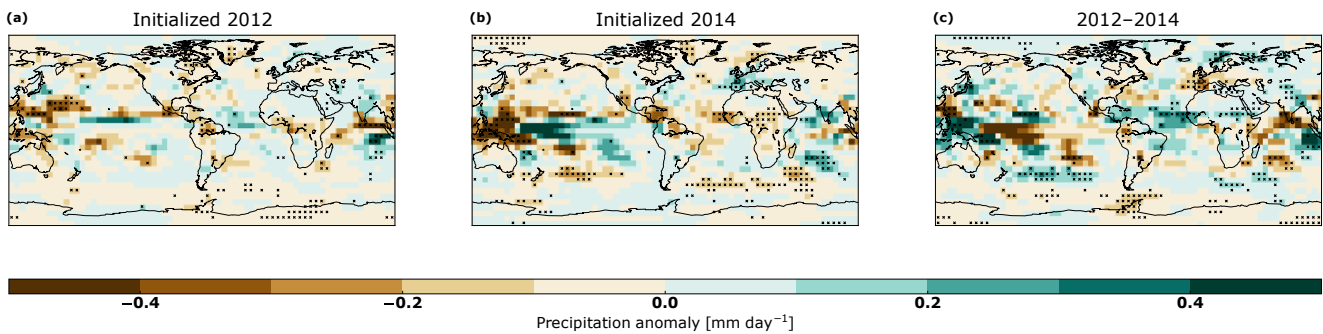 (a) Initialized 2012
(b) Initialized 2014
(c) 2012–2014
−0.4 −0.2 0.0 0.2 0.4
Precipitation anomaly [mm day⁻¹]